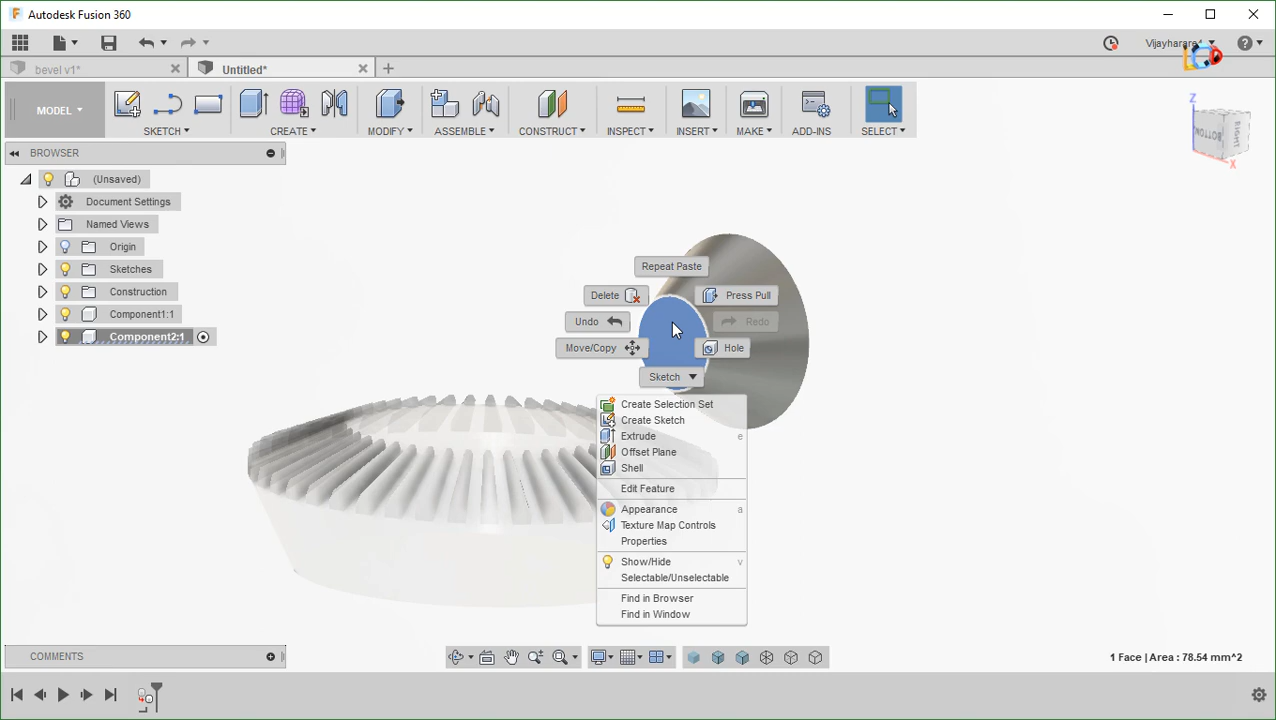 Autodesk Fusion 360
Vijayharare4
bevel v1*
Untitled*
MODEL
SKETCH
CREATE
MODIFY
ASSEMBLE
CONSTRUCT
INSPECT
INSERT
MAKE
ADD-INS
SELECT
Z
BOTTOM
RIGHT
X
BROWSER
(Unsaved)
Document Settings
Named Views
Origin
Sketches
Construction
Component1:1
Component2:1
Repeat Paste
Delete
Press Pull
Undo
Redo
Move/Copy
Hole
Sketch
Create Selection Set
Create Sketch
Extrude e
Offset Plane
Shell
Edit Feature
Appearance a
Texture Map Controls
Properties
Show/Hide v
Selectable/Unselectable
Find in Browser
Find in Window
COMMENTS
1 Face | Area : 78.54 mm^2